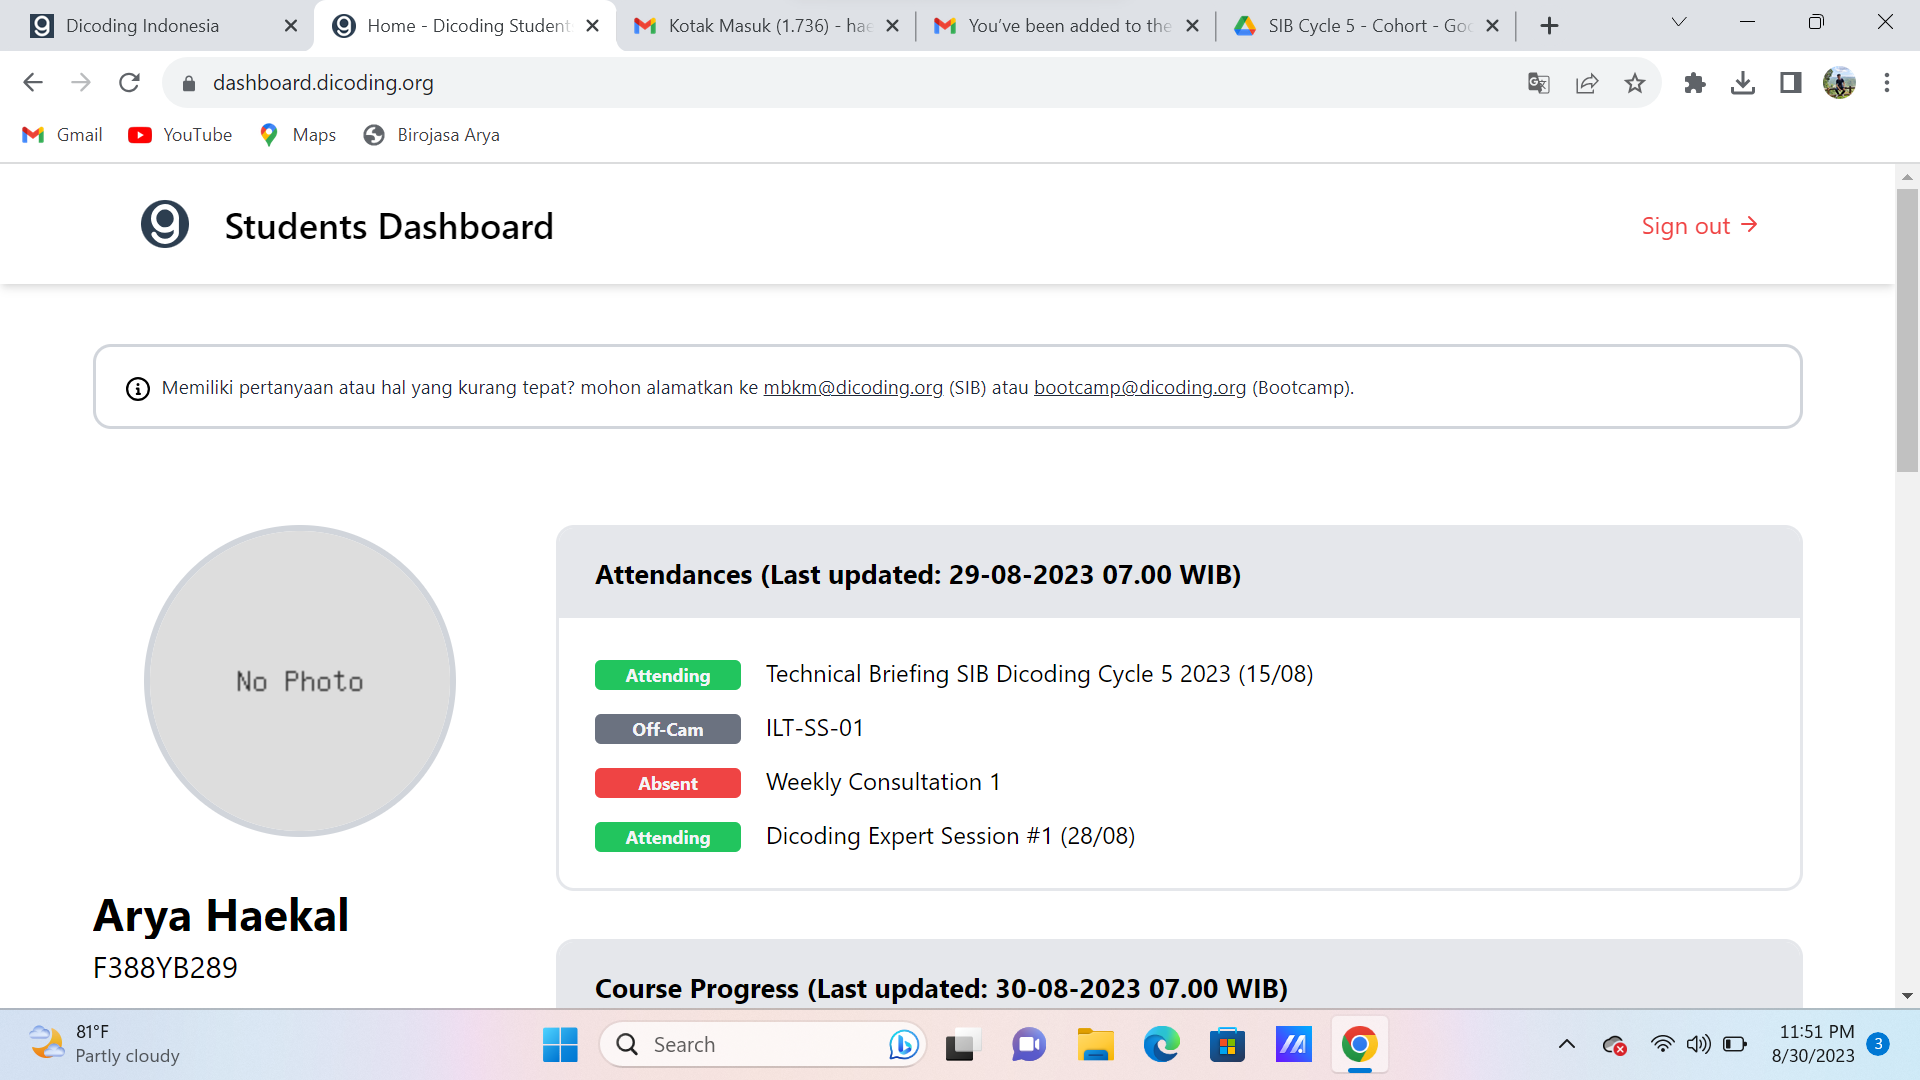 Dicoding Indonesia
Home - Dicoding Student
Kotak Masuk (1.736) - hae
You've been added to the
SIB Cycle 5 - Cohort - Goo
dashboard.dicoding.org
Gmail
YouTube
Maps
Birojasa Arya
Students Dashboard
Sign out →
Memiliki pertanyaan atau hal yang kurang tepat? mohon alamatkan ke mbkm@dicoding.org (SIB) atau bootcamp@dicoding.org (Bootcamp).
No Photo
Arya Haekal
F388YB289
Attendances (Last updated: 29-08-2023 07.00 WIB)
Attending Technical Briefing SIB Dicoding Cycle 5 2023 (15/08)
Off-Cam ILT-SS-01
Absent Weekly Consultation 1
Attending Dicoding Expert Session #1 (28/08)
Course Progress (Last updated: 30-08-2023 07.00 WIB)
81°F
Partly cloudy
Search
11:51 PM
8/30/2023
3